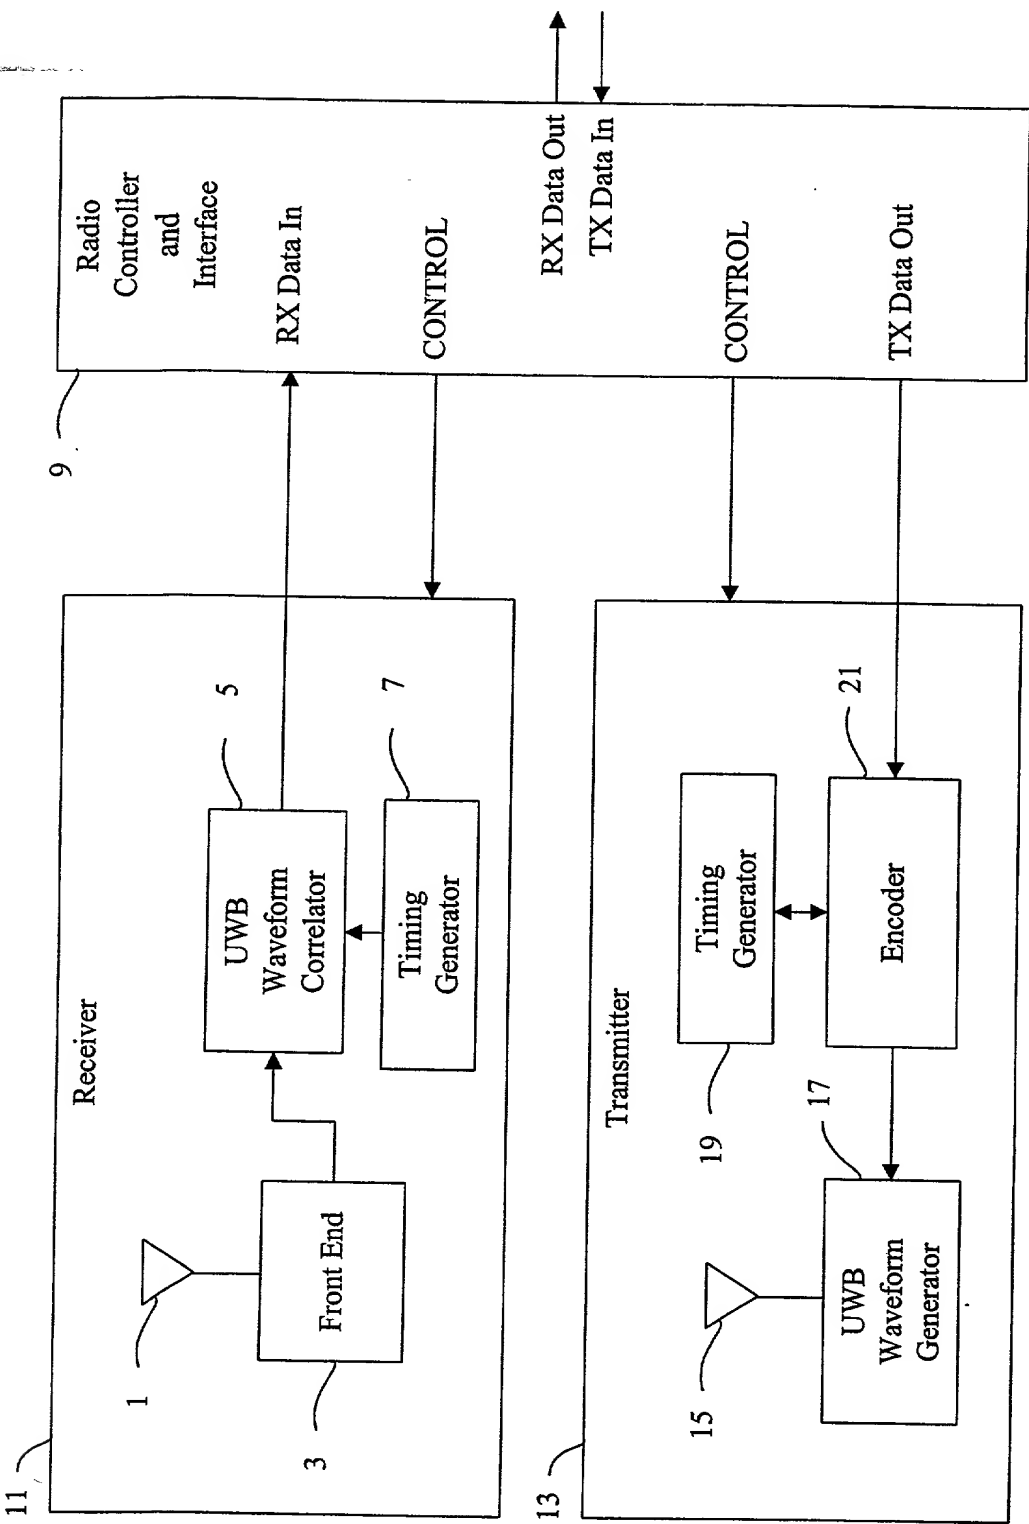 11
Receiver
1
3
Front End
5
UWB
Waveform
Correlator
7
Timing
Generator
9
Radio
Controller
and
Interface
RX Data In
CONTROL
RX Data Out
TX Data In
CONTROL
TX Data Out
13
Transmitter
15
17
UWB
Waveform
Generator
19
Timing
Generator
21
Encoder